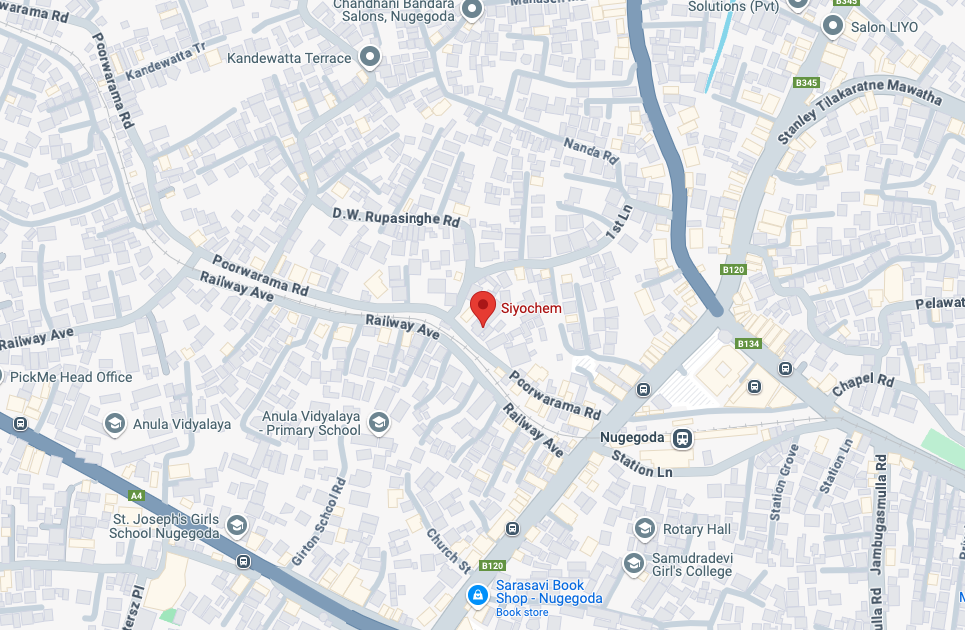 warama Rd
Chandhani Bandara
Salons, Nugegoda
Solutions (Pvt)
B345
Salon LIYO
Poorwarama Rd
Kandewatta Tr
Kandewatta Terrace
B345
Stanley Tilakaratne Mawatha
Nanda Rd
D.W. Rupasinghe Rd
1st Ln
Poorwarama Rd
Railway Ave
B120
Siyochem
Pelawat
Railway Ave
Railway Ave
B134
PickMe Head Office
Poorwarama Rd
Chapel Rd
Anula Vidyalaya
Anula Vidyalaya
- Primary School
Railway Ave
Nugegoda
Station Ln
Station Grove
Station Ln
Jambugasmulla Rd
A4
Girton School Rd
St. Joseph's Girls
School Nugegoda
Church St
Rotary Hall
B120
Samudradevi
Girl's College
Sarasavi Book
Shop - Nugegoda
Book store
tersz Pl
ulla Rd